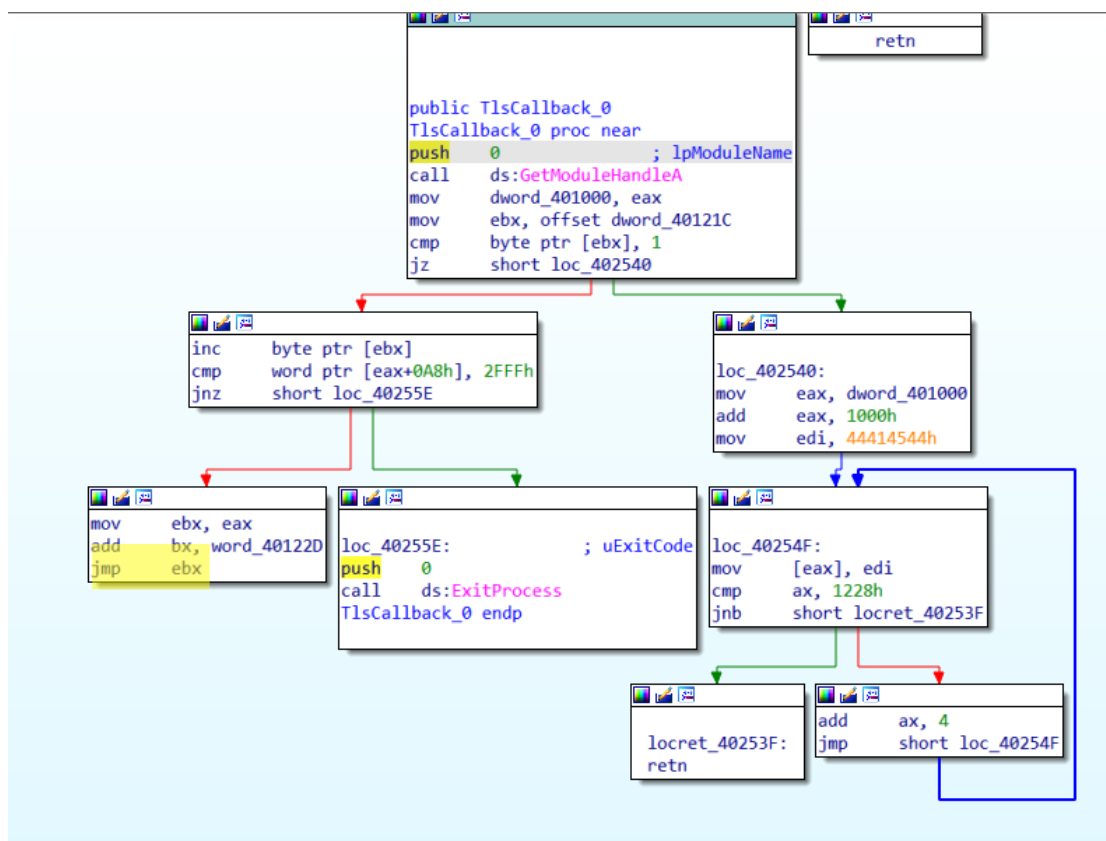 retn
public TlsCallback_0
TlsCallback_0 proc near
push 0 ; lpModuleName
call ds:GetModuleHandleA
mov dword_401000, eax
mov ebx, offset dword_40121C
cmp byte ptr [ebx], 1
jz short loc_402540
inc byte ptr [ebx]
cmp word ptr [eax+0A8h], 2FFFh
jnz short loc_40255E
loc_402540:
mov eax, dword_401000
add eax, 1000h
mov edi, 44414544h
mov ebx, eax
add bx, word_40122D
jmp ebx
loc_40255E: ; uExitCode
push 0
call ds:ExitProcess
TlsCallback_0 endp
loc_40254F:
mov [eax], edi
cmp ax, 1228h
jnb short locret_40253F
locret_40253F:
retn
add ax, 4
jmp short loc_40254F